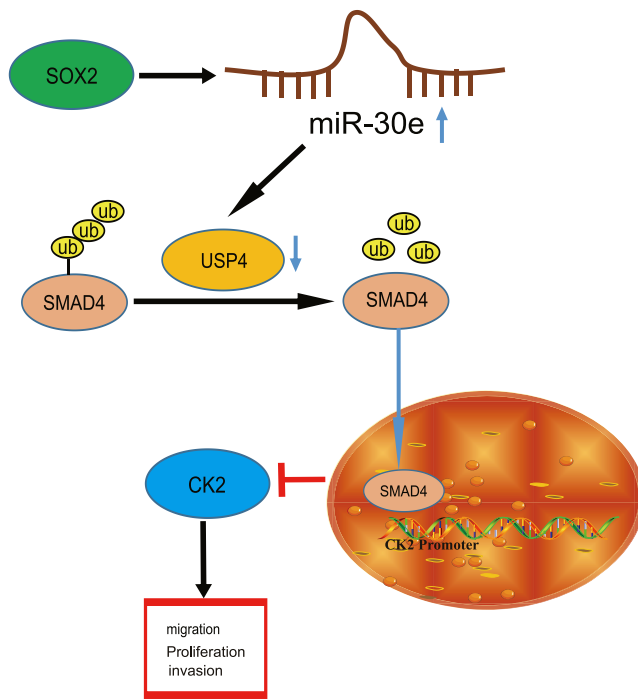 SOX2
miR-30e
ub
ub
ub
USP4
SMAD4
ub
ub
ub
SMAD4
SMAD4
CK2 Promoter
CK2
migration
Proliferation
invasion